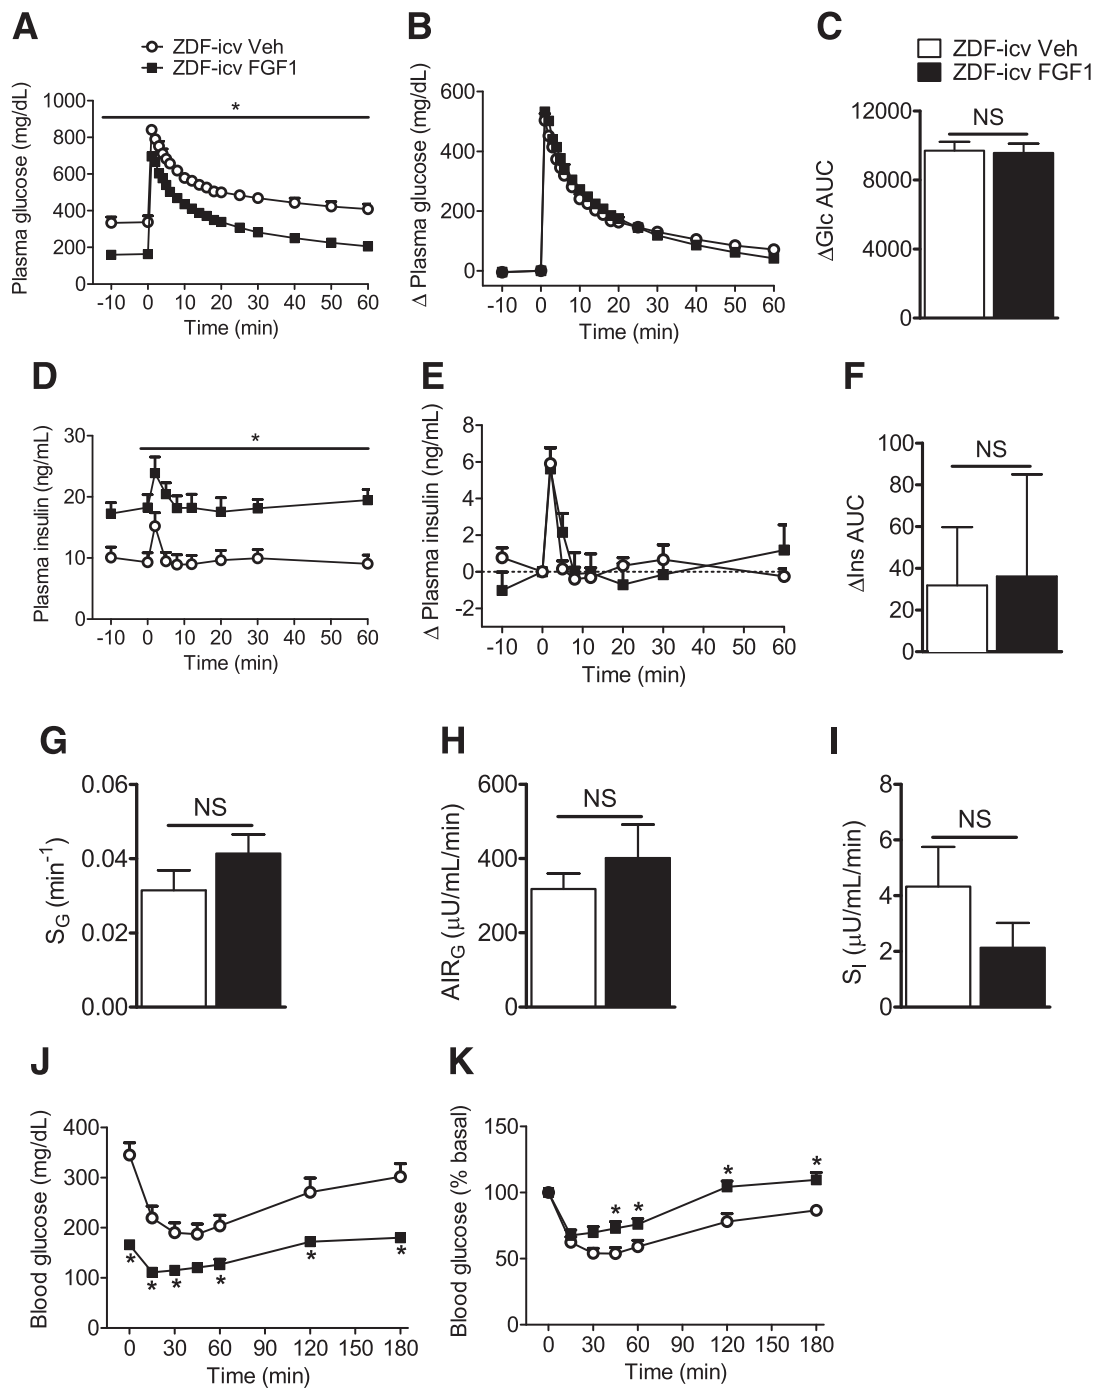 A
ZDF-icv Veh
ZDF-icv FGF1
Plasma glucose (mg/dL)
1000
800
600
400
200
0
*
-10 0 10 20 30 40 50 60
Time (min)
B
Δ Plasma glucose (mg/dL)
600
400
200
0
-10 0 10 20 30 40 50 60
Time (min)
C
ZDF-icv Veh
ZDF-icv FGF1
ΔGlc AUC
12000
8000
4000
0
NS
D
Plasma insulin (ng/mL)
30
20
10
0
*
-10 0 10 20 30 40 50 60
Time (min)
E
Δ Plasma insulin (ng/mL)
8
6
4
2
0
-2
-10 0 10 20 30 40 50 60
Time (min)
F
ΔIns AUC
100
80
60
40
20
0
NS
G
S_G (min⁻¹)
0.06
0.04
0.02
0.00
NS
H
AIR_G (μU/mL/min)
600
400
200
0
NS
I
S_I (μU/mL/min)
8
6
4
2
0
NS
J
Blood glucose (mg/dL)
400
300
200
100
0
* * * * * *
0 30 60 90 120 150 180
Time (min)
K
Blood glucose (% basal)
150
100
50
0
* * * *
0 30 60 90 120 150 180
Time (min)